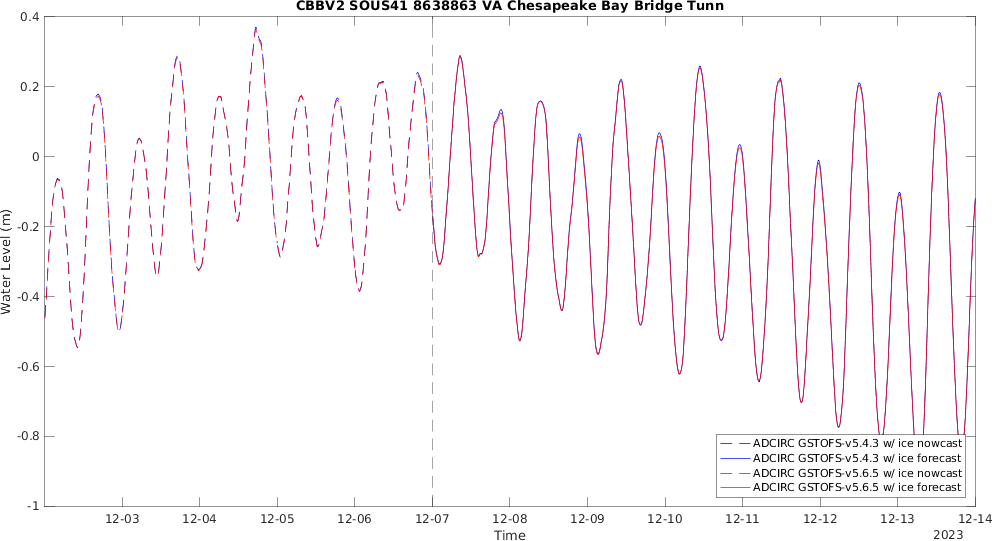 CBBV2 SOUS41 8638863 VA Chesapeake Bay Bridge Tunn
0.4
0.2
0
-0.2
-0.4
-0.6
-0.8
-1
Water Level (m)
ADCIRC GSTOFS-v5.4.3 w/ ice nowcast
ADCIRC GSTOFS-v5.4.3 w/ ice forecast
ADCIRC GSTOFS-v5.6.5 w/ ice nowcast
ADCIRC GSTOFS-v5.6.5 w/ ice forecast
12-03 12-04 12-05 12-06 12-07 12-08 12-09 12-10 12-11 12-12 12-13 12-14
Time
2023